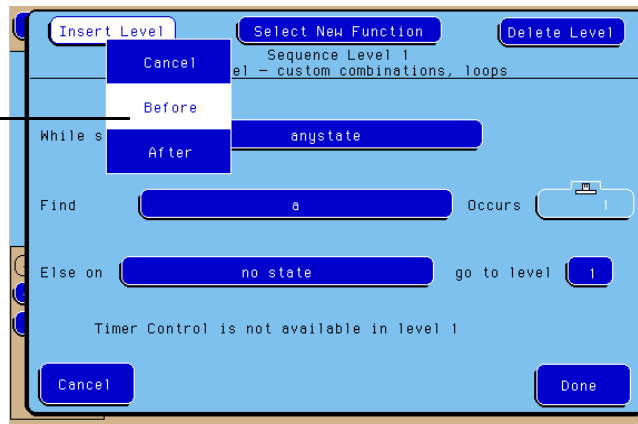 Insert Level Select New Function Delete Level
Cancel Sequence Level 1
el – custom combinations, loops
Before
While s anystate
After
Find a Occurs 1
Else on no state go to level 1
Timer Control is not available in level 1
Cancel Done